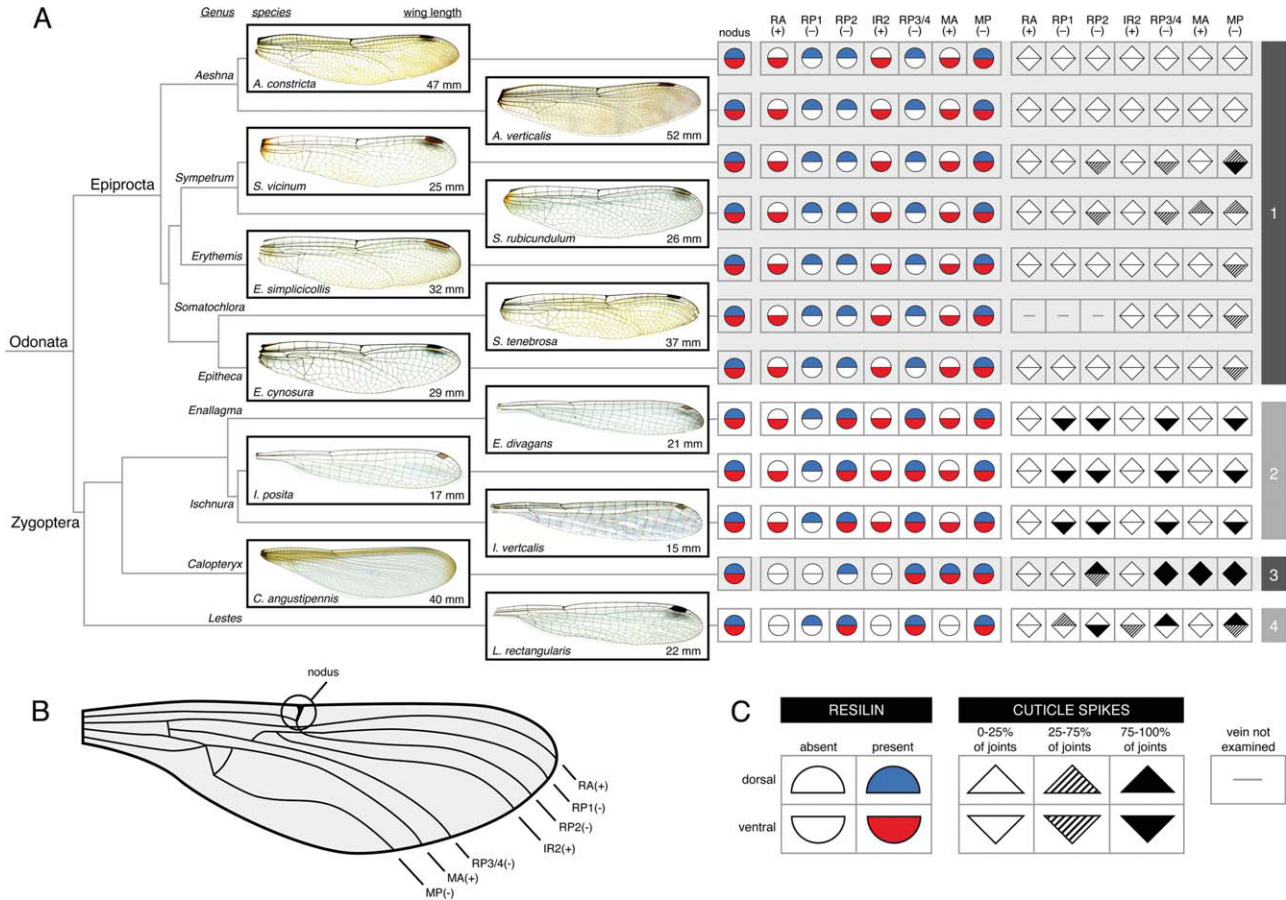 A
Genus species wing length
nodus
RA (+) RP1 (–) RP2 (–) IR2 (+) RP3/4 (–) MA (+) MP (–)
RA (+) RP1 (–) RP2 (–) IR2 (+) RP3/4 (–) MA (+) MP (–)
Odonata
Epiprocta
Zygoptera
Aeshna
A. constricta 47 mm
A. verticalis 52 mm
Sympetrum
S. vicinum 25 mm
S. rubicundulum 26 mm
Erythemis
E. simplicicollis 32 mm
Somatochlora
S. tenebrosa 37 mm
– – –
Epitheca
E. cynosura 29 mm
1
Enallagma
E. divagans 21 mm
I. posita 17 mm
Ischnura
I. vertcalis 15 mm
2
Calopteryx
C. angustipennis 40 mm
3
Lestes
L. rectangularis 22 mm
4
B
nodus
RA(+)
RP1(-)
RP2(-)
IR2(+)
RP3/4(-)
MA(+)
MP(-)
C
RESILIN
absent present
dorsal
ventral
CUTICLE SPIKES
0-25% 25-75% 75-100%
of joints of joints of joints
vein not
examined
—